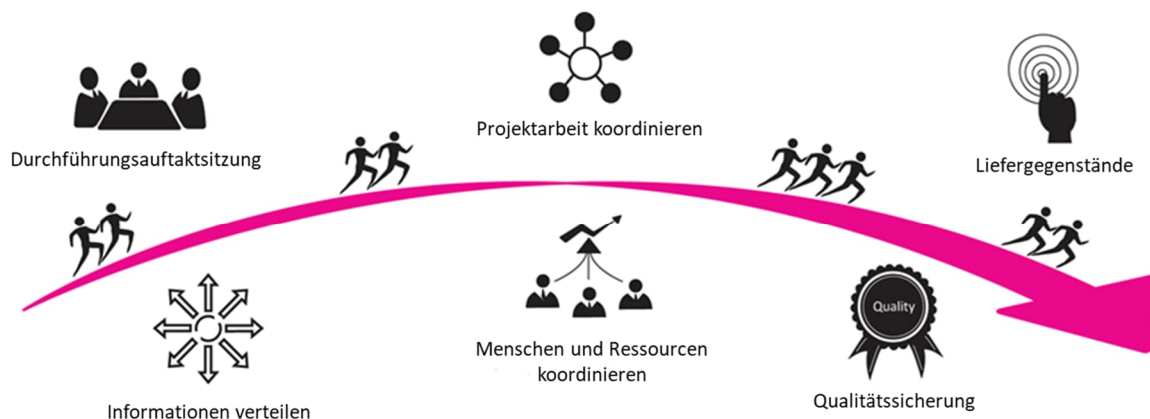 Projektarbeit koordinieren
Durchführungsauftaktsitzung
Liefergegenstände
Quality
Menschen und Ressourcen
koordinieren
Qualitätssicherung
Informationen verteilen